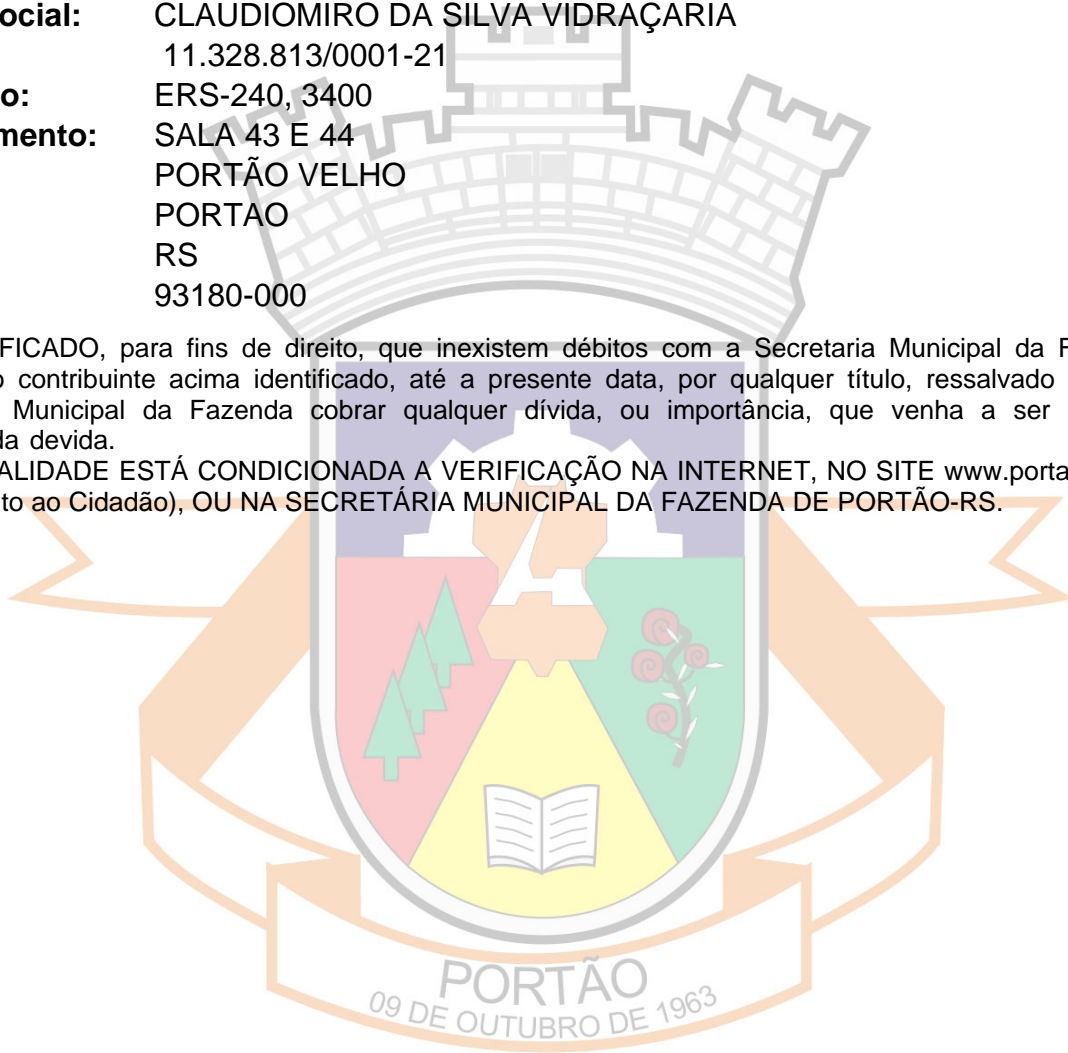 ocial: CLAUDIOMIRO DA SILVA VIDRAÇARIA
11.328.813/0001-21
o: ERS-240, 3400
mento: SALA 43 E 44
PORTÃO VELHO
PORTAO
RS
93180-000
FICADO, para fins de direito, que inexistem débitos com a Secretaria Municipal da F
o contribuinte acima identificado, até a presente data, por qualquer título, ressalvado
Municipal da Fazenda cobrar qualquer dívida, ou importância, que venha a ser
da devida.
ALIDADE ESTÁ CONDICIONADA A VERIFICAÇÃO NA INTERNET, NO SITE www.porta
to ao Cidadão), OU NA SECRETÁRIA MUNICIPAL DA FAZENDA DE PORTÃO-RS.
PORTÃO
09 DE OUTUBRO DE 1963